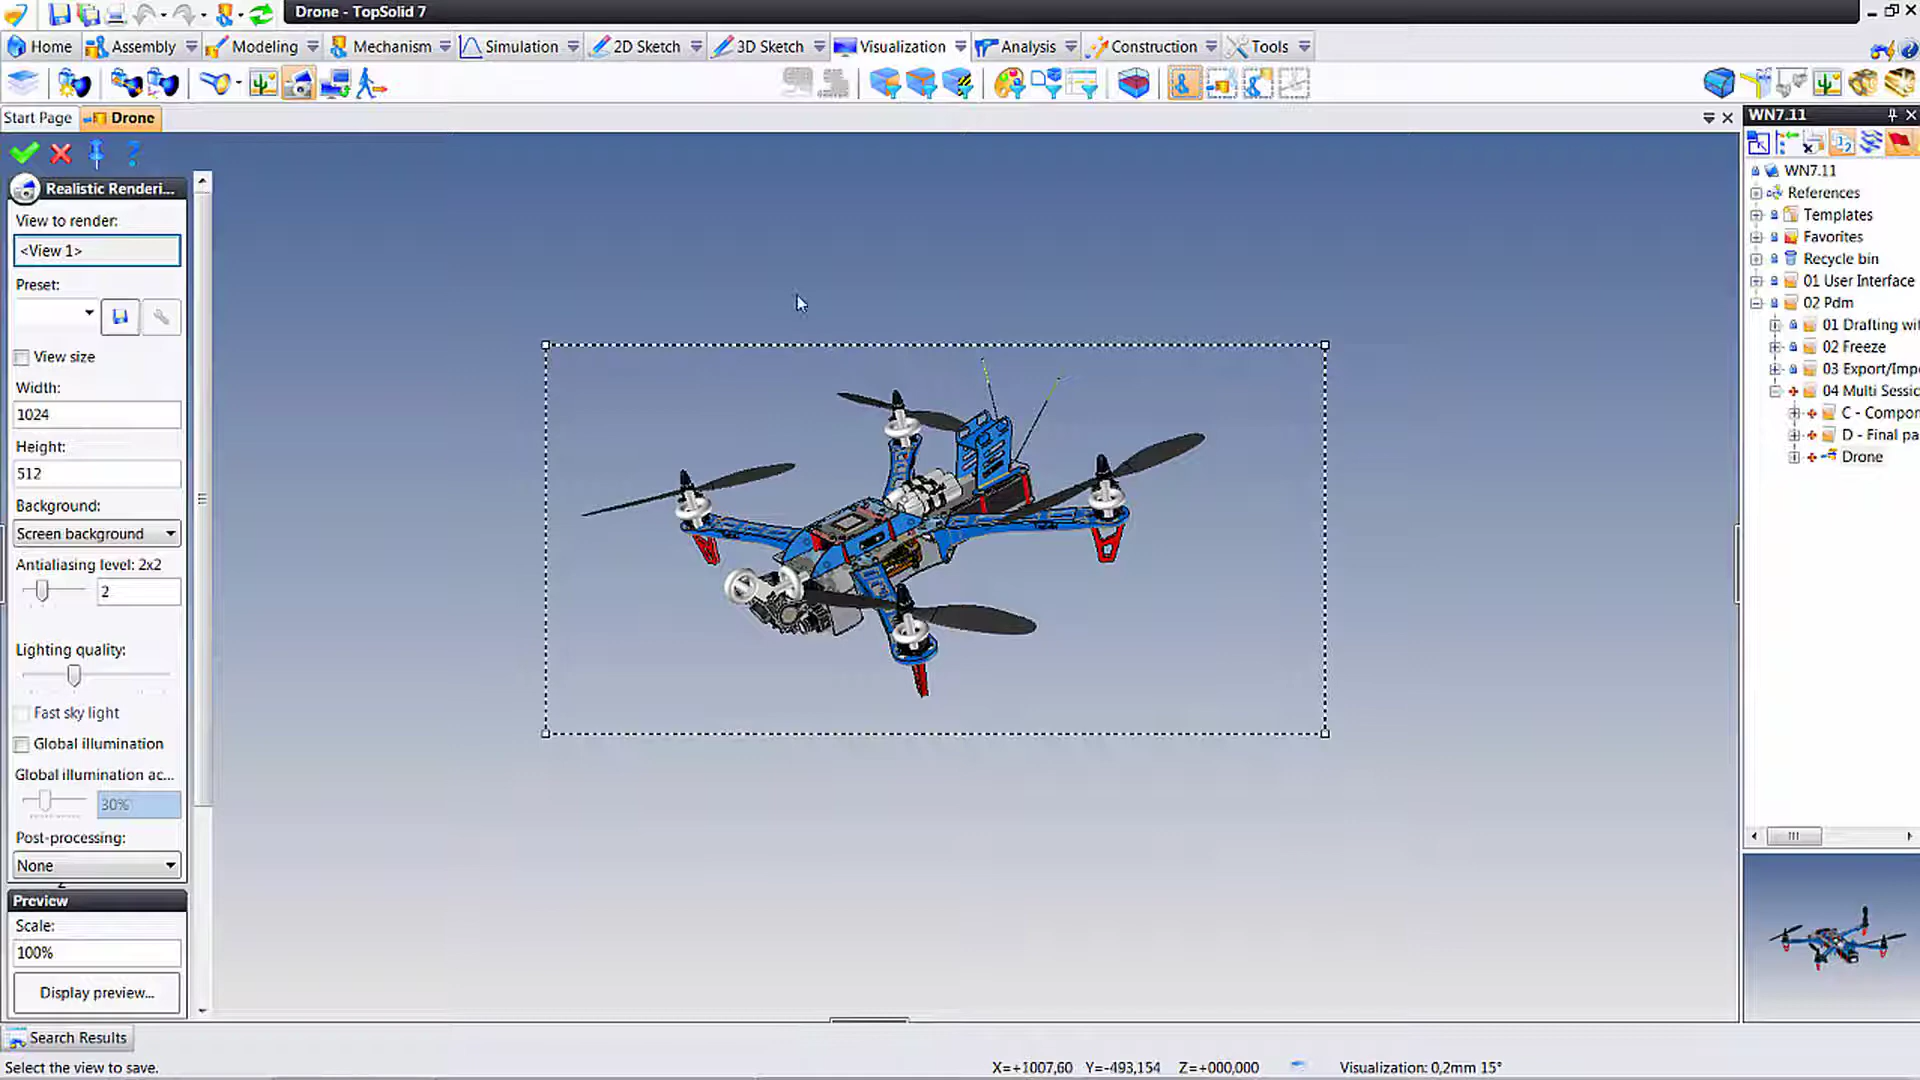 Drone - TopSolid 7
Home Assembly Modeling Mechanism Simulation 2D Sketch 3D Sketch Visualization Analysis Construction Tools
Start Page Drone
WN7.11
Realistic Renderi...
View to render:
<View 1>
Preset:
View size
Width:
1024
Height:
512
Background:
Screen background
Antialiasing level: 2x2
2
Lighting quality:
Fast sky light
Global illumination
Global illumination ac...
30%
Post-processing:
None
Preview
Scale:
100%
Display preview...
WN7.11
References
Templates
Favorites
Recycle bin
01 User Interface
02 Pdm
01 Drafting wi
02 Freeze
03 Export/Imp
04 Multi Sessic
C - Compor
D - Final pa
Drone
Search Results
Select the view to save.
X=+1007,60 Y=-493,154 Z=+000,000
Visualization: 0,2mm 15°